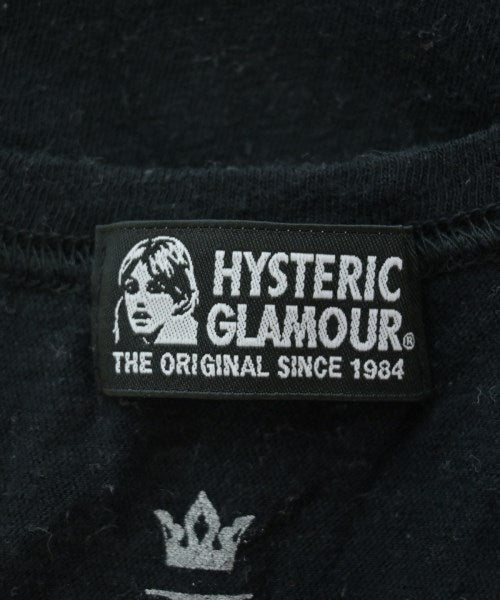 HYSTERIC
GLAMOUR®
THE ORIGINAL SINCE 1984